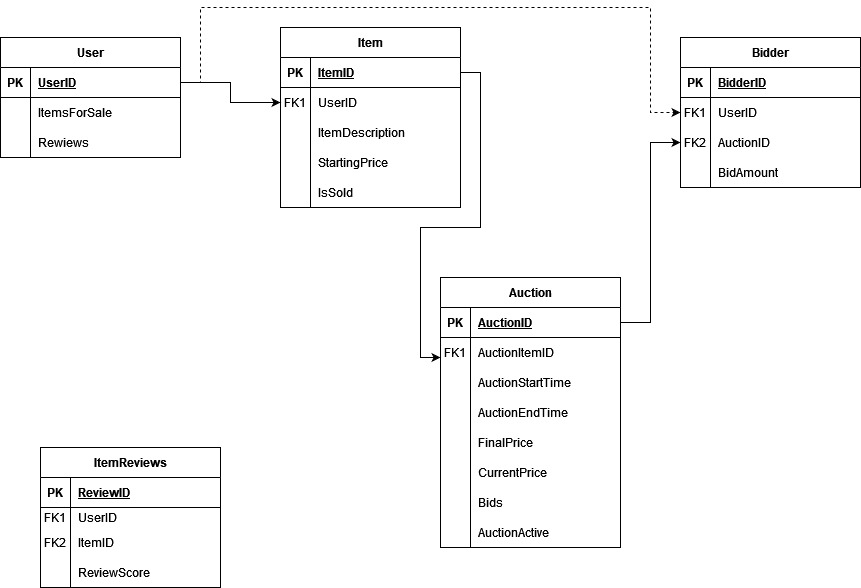 User
PK UserID
ItemsForSale
Rewiews
Item
PK ItemID
FK1 UserID
ItemDescription
StartingPrice
IsSold
Bidder
PK BidderID
FK1 UserID
FK2 AuctionID
BidAmount
Auction
PK AuctionID
FK1 AuctionItemID
AuctionStartTime
AuctionEndTime
FinalPrice
CurrentPrice
Bids
AuctionActive
ItemReviews
PK ReviewID
FK1 UserID
FK2 ItemID
ReviewScore